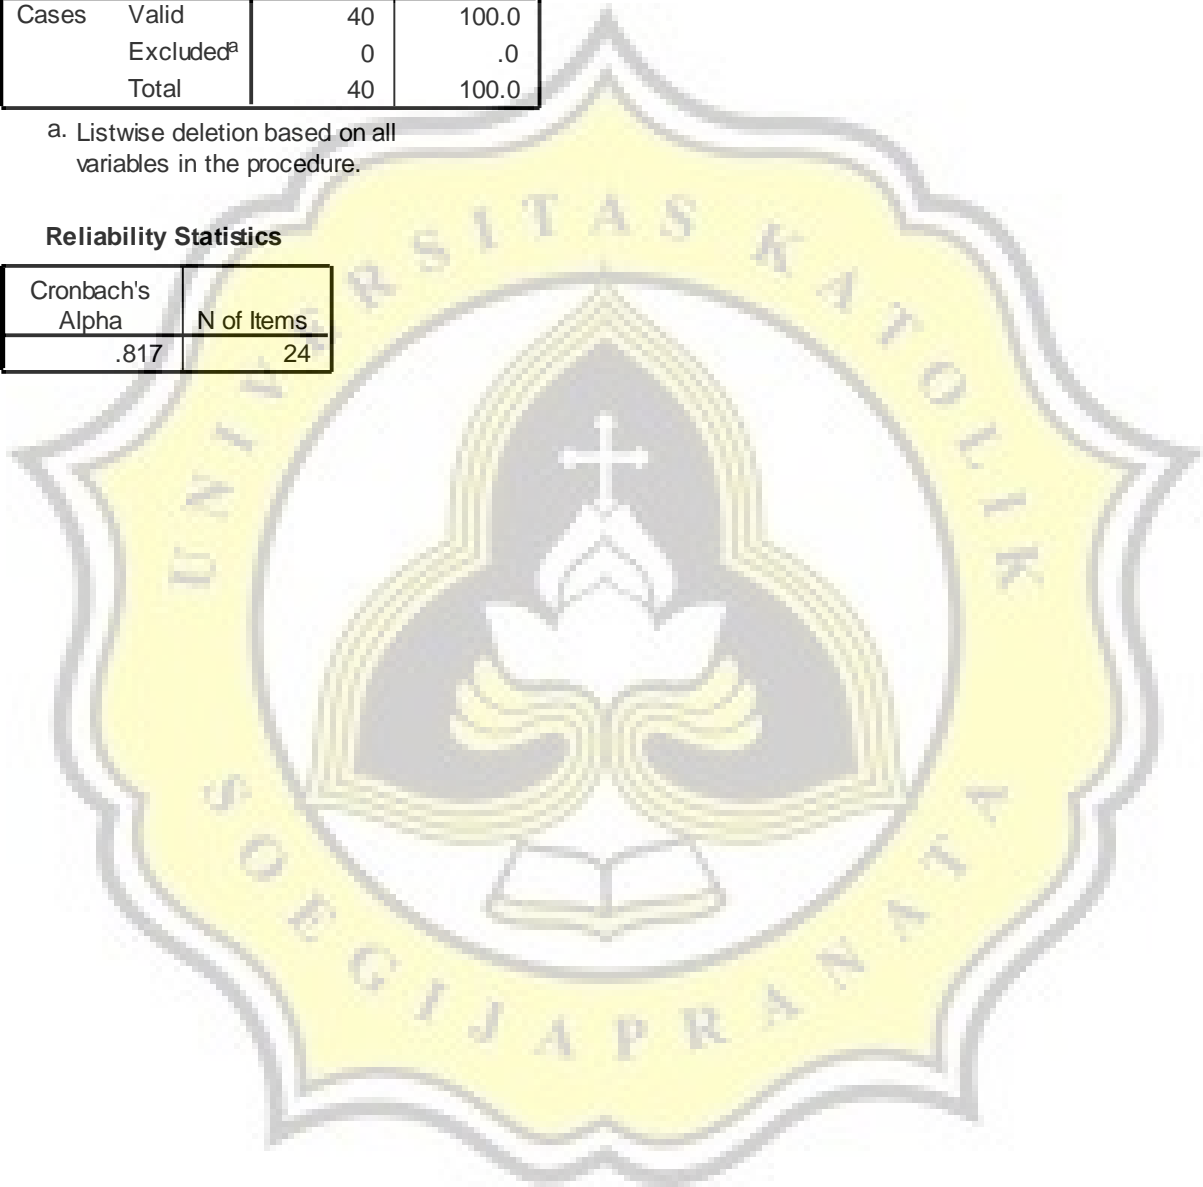 Cases Valid 40 100.0
Excludedª 0 .0
Total 40 100.0
a. Listwise deletion based on all
variables in the procedure.
Reliability Statistics
Cronbach's
Alpha N of Items
.817 24
UNIVERSITAS KATOLIK
SOEGIJAPRANATA